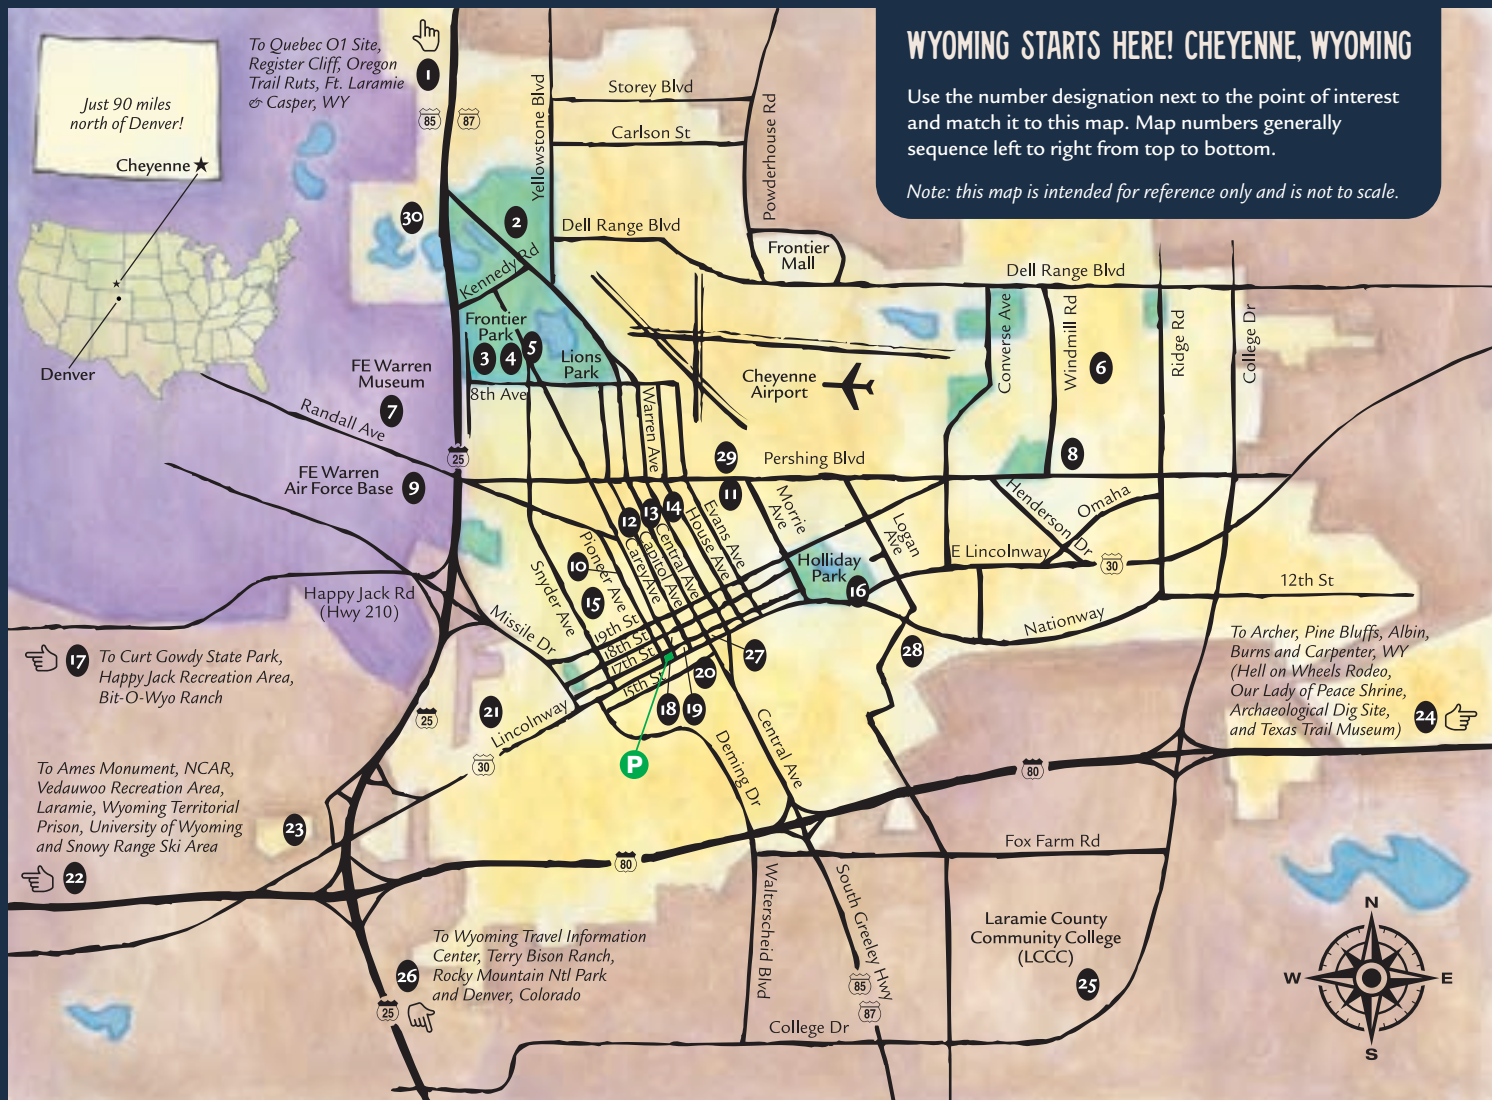 WYOMING STARTS HERE! CHEYENNE, WYOMING
Use the number designation next to the point of interest
and match it to this map. Map numbers generally
sequence left to right from top to bottom.
Note: this map is intended for reference only and is not to scale.
Just 90 miles
north of Denver!
Cheyenne
Denver
To Quebec O1 Site,
Register Cliff, Oregon
Trail Ruts, Ft. Laramie
& Casper, WY
1
85
87
Yellowstone Blvd
Storey Blvd
Carlson St
Powderhouse Rd
30
2
Dell Range Blvd
Frontier
Mall
Kennedy Rd
Dell Range Blvd
Frontier
Park
3
4
5
Lions
Park
8th Ave
Warren Ave
Cheyenne
Airport
Converse Ave
Windmill Rd
6
Ridge Rd
College Dr
FE Warren
Museum
7
Randall Ave
25
FE Warren
Air Force Base
9
29
Pershing Blvd
8
11
12
13
14
Morrie
Ave
Logan
Ave
Henderson Dr
Omaha
Evans Ave
House Ave
Central Ave
Capitol Ave
Carey Ave
Pioneer Ave
Snyder Ave
10
15
Holliday
Park
16
E Lincolnway
30
12th St
Nationway
Happy Jack Rd
(Hwy 210)
Missile Dr
19th St
18th St
17th St
15th St
17
To Curt Gowdy State Park,
Happy Jack Recreation Area,
Bit-O-Wyo Ranch
27
28
20
18
19
21
25
Lincolnway
30
P
Deming Dr
Central Ave
To Archer, Pine Bluffs, Albin,
Burns and Carpenter, WY
(Hell on Wheels Rodeo,
Our Lady of Peace Shrine,
Archaeological Dig Site,
and Texas Trail Museum)
24
80
To Ames Monument, NCAR,
Vedauwoo Recreation Area,
Laramie, Wyoming Territorial
Prison, University of Wyoming
and Snowy Range Ski Area
22
23
80
Fox Farm Rd
Walterscheid Blvd
South Greeley Hwy
Laramie County
Community College
(LCCC)
25
To Wyoming Travel Information
Center, Terry Bison Ranch,
Rocky Mountain Ntl Park
and Denver, Colorado
26
25
85
87
College Dr
N
W
E
S